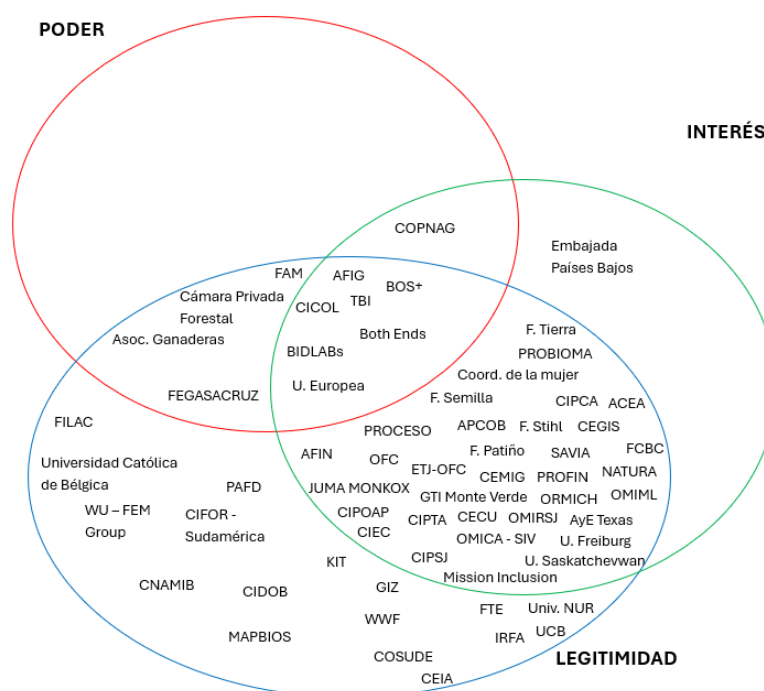 PODER
INTERÉS
COPNAG
Embajada
Países Bajos
FAM
AFIG
BOS+
Cámara Privada
Forestal
CICOL
TBI
Asoc. Ganaderas
Both Ends
F. Tierra
BIDLABs
PROBIOMA
Coord. de la mujer
U. Europea
FEGASACRUZ
F. Semilla
CIPCA
ACEA
FILAC
PROCESO
APCOB
F. Stihl
CEGIS
AFIN
OFC
F. Patiño
SAVIA
FCBC
Universidad Católica
de Bélgica
ETJ-OFC
CEMIG
PROFIN
NATURA
PAFD
JUMA MONKOX
GTI Monte Verde
ORMICH
OMIML
WU – FEM
Group
CIFOR -
Sudamérica
CIPOAP
CIPTA
CECU
OMIRSJ
AyE Texas
CIEC
OMICA - SIV
U. Freiburg
KIT
CIPSJ
U. Saskatchevwan
Mission Inclusion
CNAMIB
CIDOB
GIZ
FTE
Univ. NUR
WWF
MAPBIOS
IRFA
UCB
COSUDE
LEGITIMIDAD
CEIA